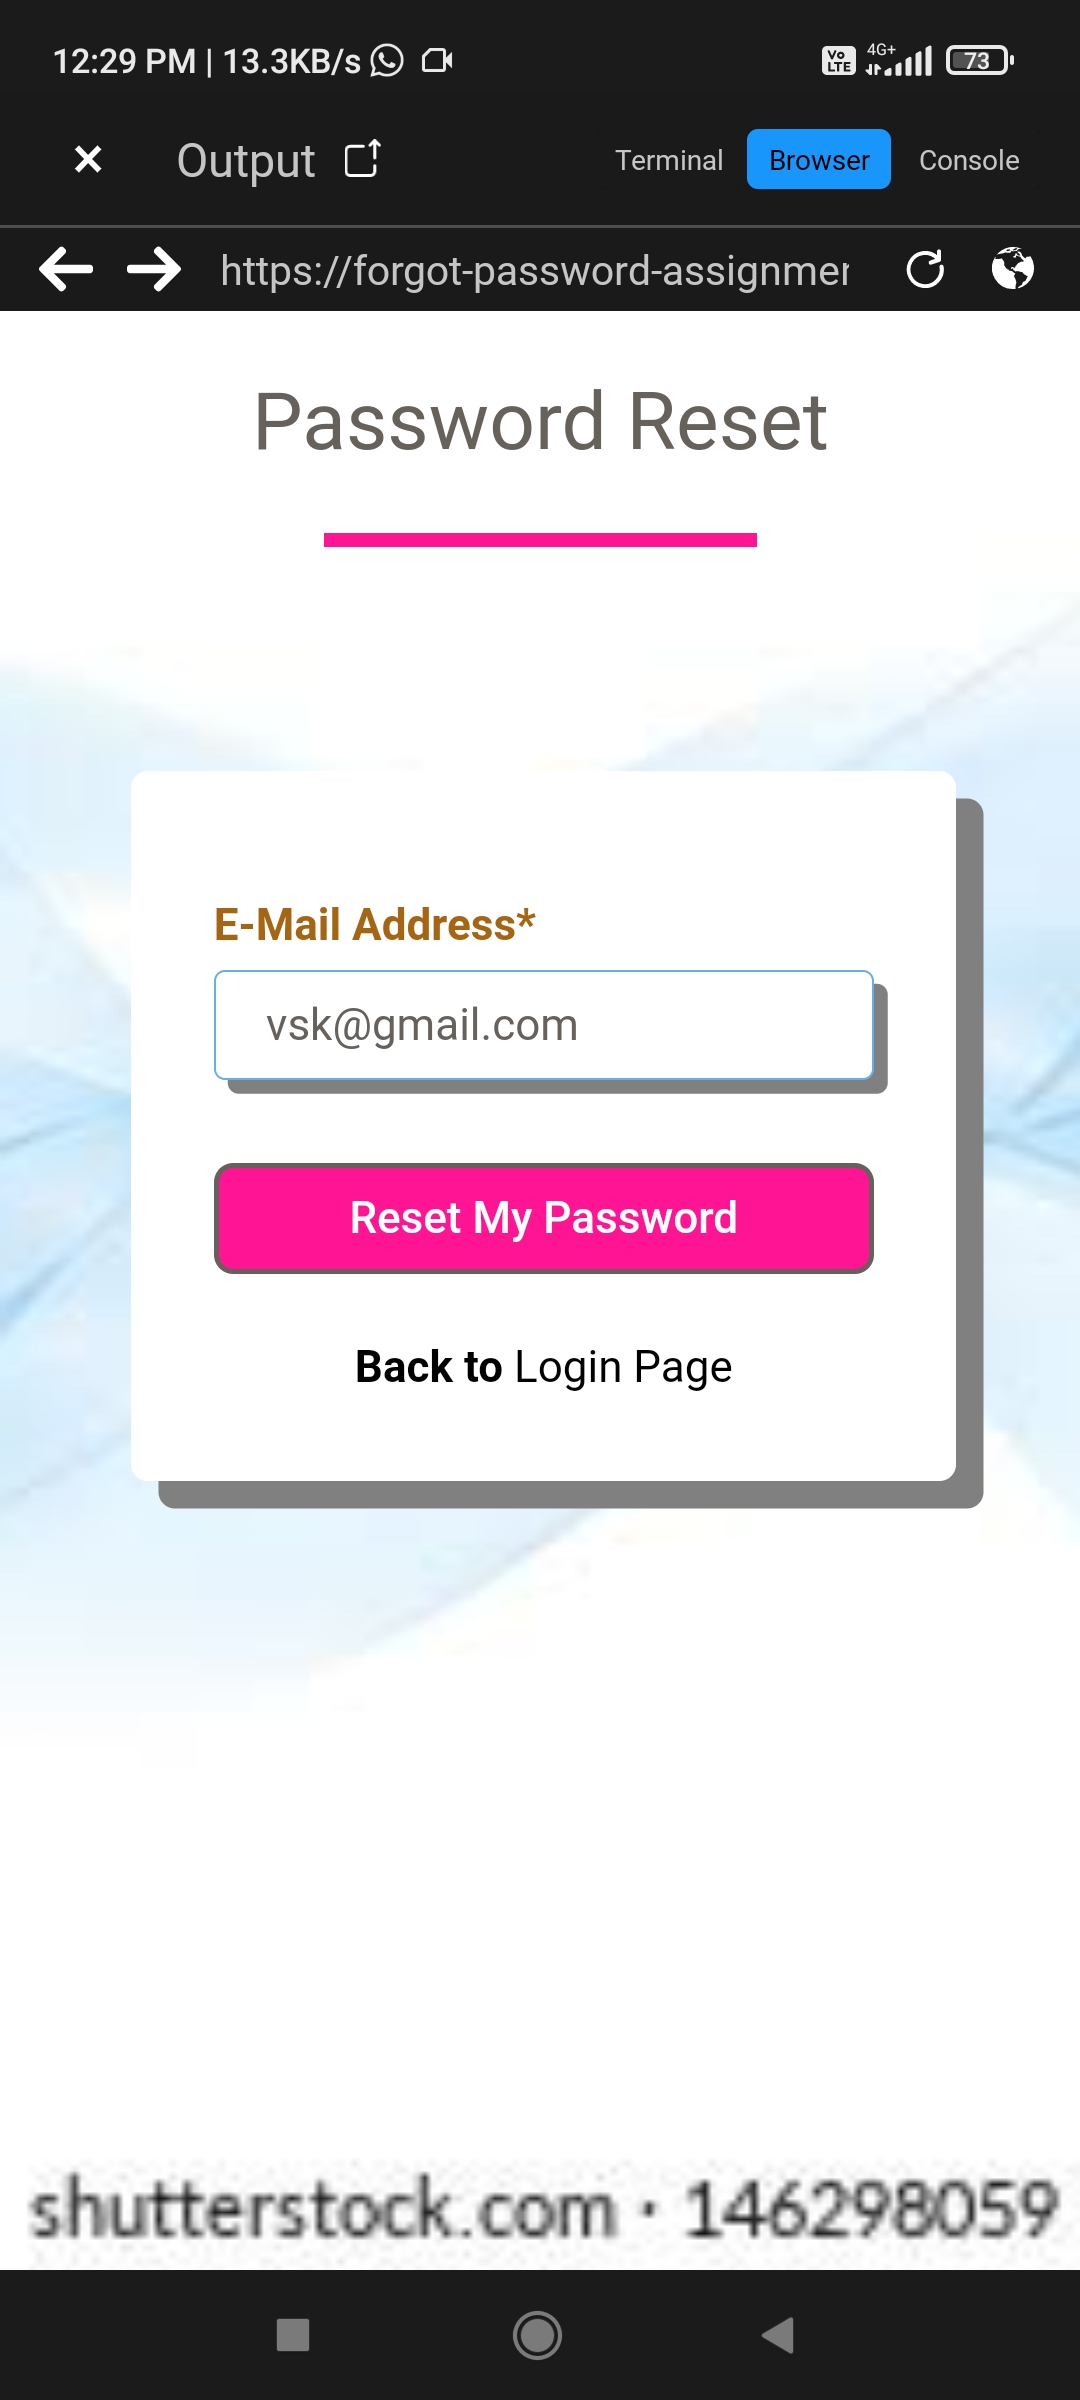 12:29 PM | 13.3KB/s
Vo LTE 4G+ 73
Output Terminal Browser Console
https://forgot-password-assignmer
Password Reset
E-Mail Address*
vsk@gmail.com
Reset My Password
Back to Login Page
shutterstock.com · 146298059